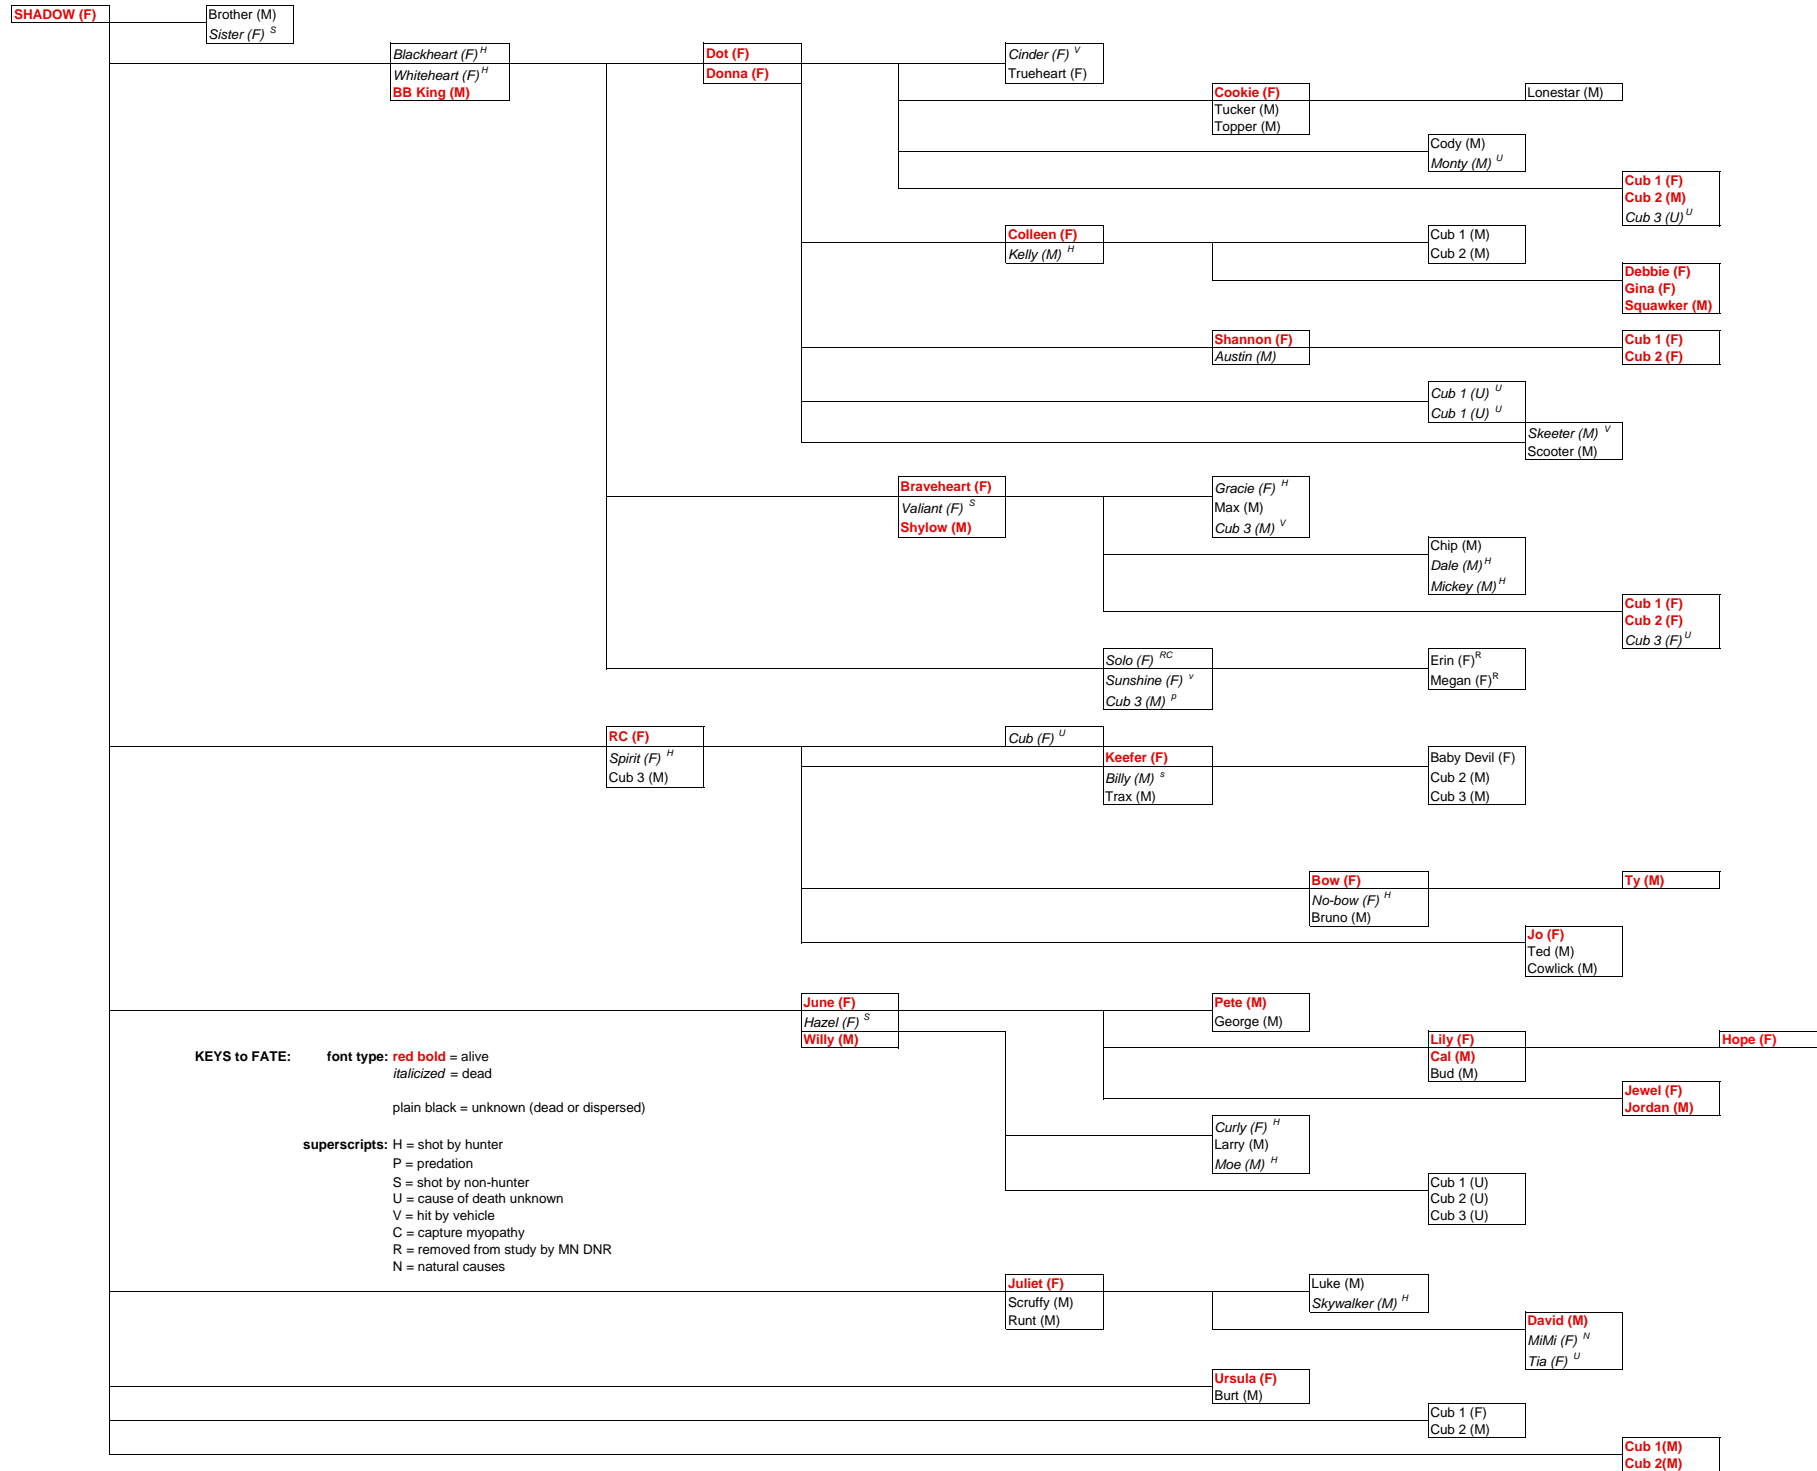 SHADOW (F)
Brother (M)
Sister (F) S
Blackheart (F) H
Whiteheart (F) H
BB King (M)
Dot (F)
Donna (F)
Cinder (F) V
Trueheart (F)
Cookie (F)
Tucker (M)
Topper (M)
Lonestar (M)
Cody (M)
Monty (M) U
Cub 1 (F)
Cub 2 (M)
Cub 3 (U) U
Colleen (F)
Kelly (M) H
Cub 1 (M)
Cub 2 (M)
Debbie (F)
Gina (F)
Squawker (M)
Shannon (F)
Austin (M)
Cub 1 (F)
Cub 2 (F)
Cub 1 (U) U
Cub 1 (U) U
Skeeter (M) V
Scooter (M)
Braveheart (F)
Valiant (F) S
Shylow (M)
Gracie (F) H
Max (M)
Cub 3 (M) V
Chip (M)
Dale (M) H
Mickey (M) H
Cub 1 (F)
Cub 2 (F)
Cub 3 (F) U
Solo (F) RC
Sunshine (F) v
Cub 3 (M) p
Erin (F) R
Megan (F) R
RC (F)
Spirit (F) H
Cub 3 (M)
Cub (F) U
Keefer (F)
Billy (M) s
Trax (M)
Baby Devil (F)
Cub 2 (M)
Cub 3 (M)
Bow (F)
No-bow (F) H
Bruno (M)
Ty (M)
Jo (F)
Ted (M)
Cowlick (M)
June (F)
Hazel (F) S
Willy (M)
Pete (M)
George (M)
Lily (F)
Cal (M)
Bud (M)
Hope (F)
Jewel (F)
Jordan (M)
Curly (F) H
Larry (M)
Moe (M) H
Cub 1 (U)
Cub 2 (U)
Cub 3 (U)
KEYS to FATE: font type: red bold = alive
italicized = dead
plain black = unknown (dead or dispersed)
superscripts: H = shot by hunter
P = predation
S = shot by non-hunter
U = cause of death unknown
V = hit by vehicle
C = capture myopathy
R = removed from study by MN DNR
N = natural causes
Juliet (F)
Scruffy (M)
Runt (M)
Luke (M)
Skywalker (M) H
David (M)
MiMi (F) N
Tia (F) U
Ursula (F)
Burt (M)
Cub 1 (F)
Cub 2 (M)
Cub 1(M)
Cub 2(M)